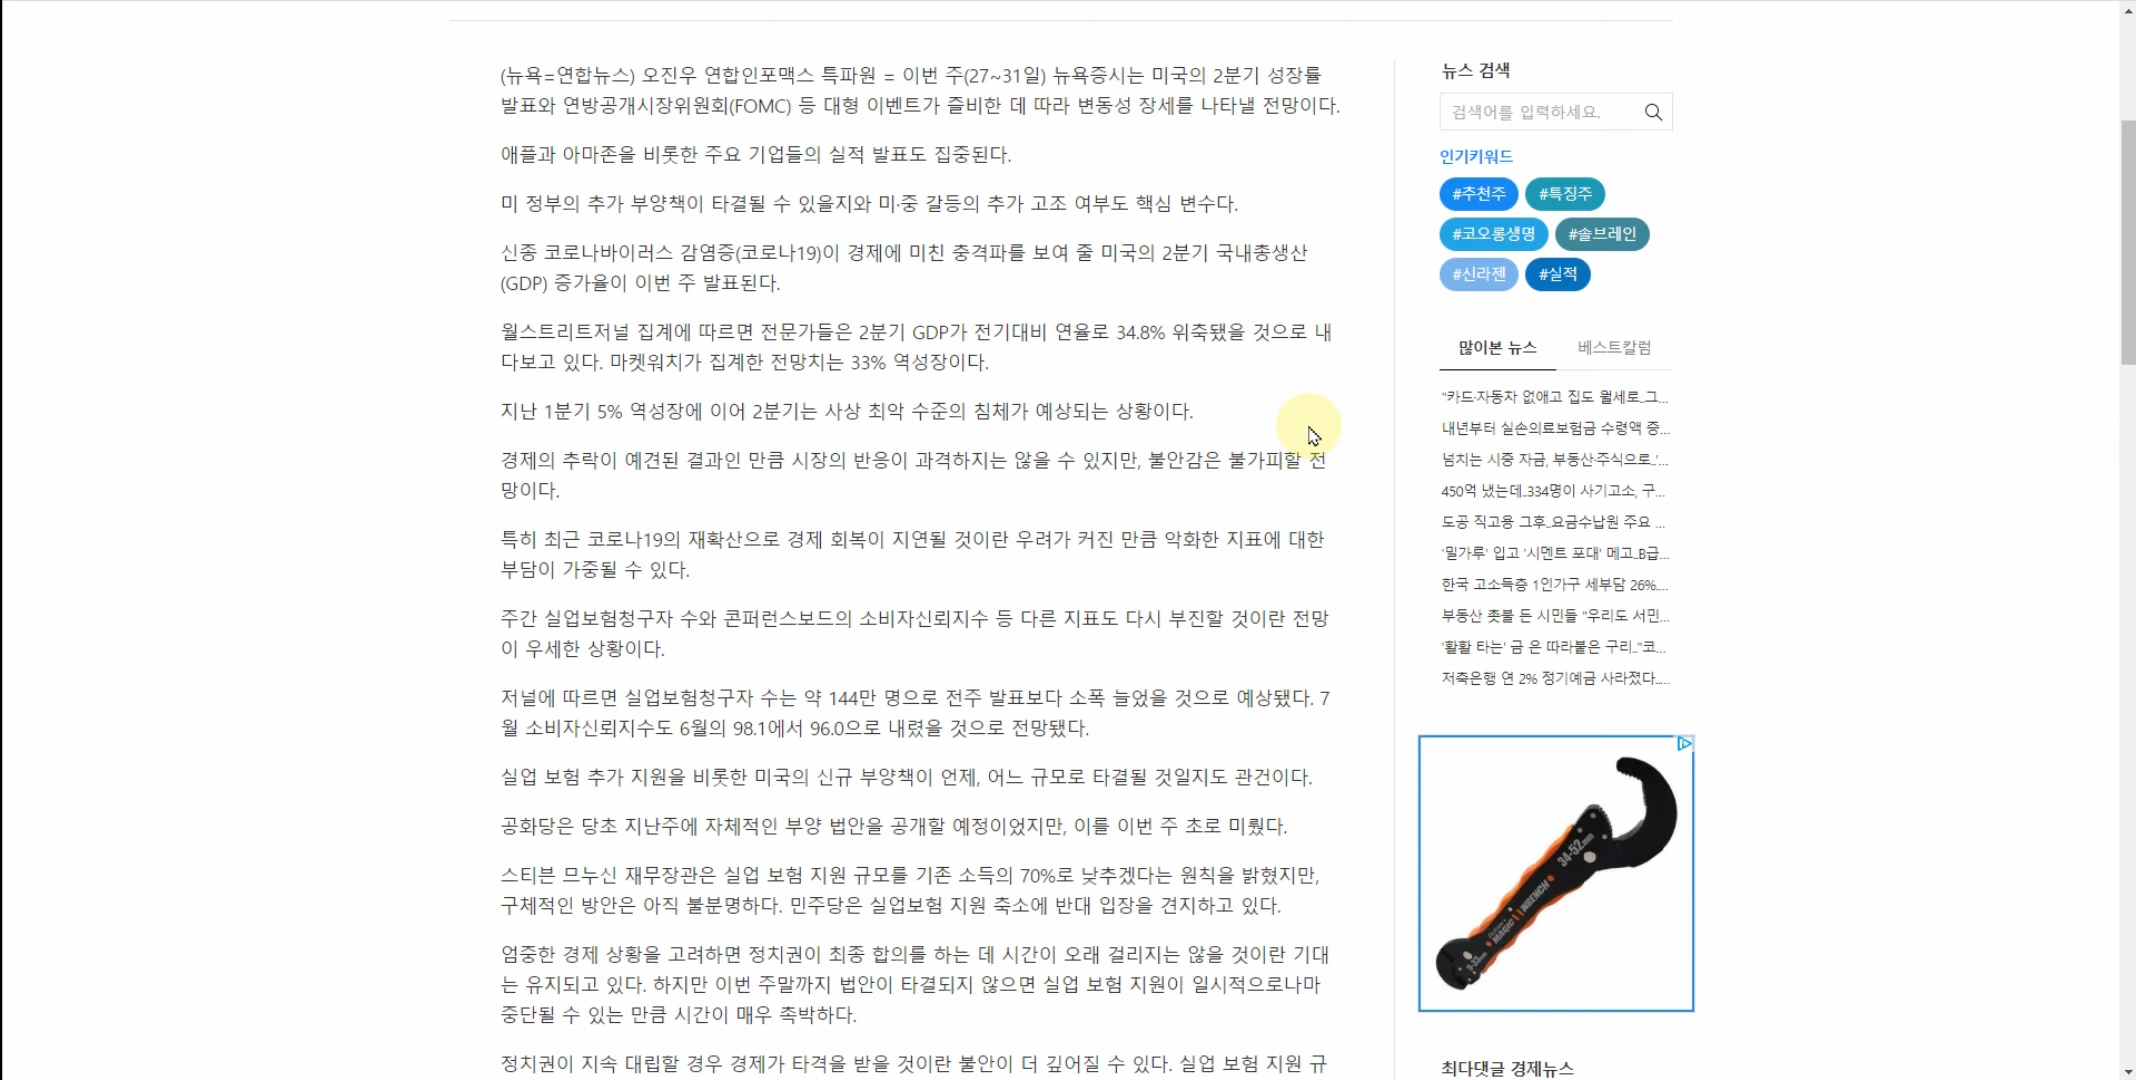 (뉴욕=연합뉴스) 오진우 연합인포맥스 특파원 = 이번 주(27~31일) 뉴욕증시는 미국의 2분기 성장률
발표와 연방공개시장위원회(FOMC) 등 대형 이벤트가 즐비한 데 따라 변동성 장세를 나타낼 전망이다.
애플과 아마존을 비롯한 주요 기업들의 실적 발표도 집중된다.
미 정부의 추가 부양책이 타결될 수 있을지와 미·중 갈등의 추가 고조 여부도 핵심 변수다.
신종 코로나바이러스 감염증(코로나19)이 경제에 미친 충격파를 보여 줄 미국의 2분기 국내총생산
(GDP) 증가율이 이번 주 발표된다.
월스트리트저널 집계에 따르면 전문가들은 2분기 GDP가 전기대비 연율로 34.8% 위축됐을 것으로 내
다보고 있다. 마켓워치가 집계한 전망치는 33% 역성장이다.
지난 1분기 5% 역성장에 이어 2분기는 사상 최악 수준의 침체가 예상되는 상황이다.
경제의 추락이 예견된 결과인 만큼 시장의 반응이 과격하지는 않을 수 있지만, 불안감은 불가피할 전
망이다.
특히 최근 코로나19의 재확산으로 경제 회복이 지연될 것이란 우려가 커진 만큼 악화한 지표에 대한
부담이 가중될 수 있다.
주간 실업보험청구자 수와 콘퍼런스보드의 소비자신뢰지수 등 다른 지표도 다시 부진할 것이란 전망
이 우세한 상황이다.
저널에 따르면 실업보험청구자 수는 약 144만 명으로 전주 발표보다 소폭 늘었을 것으로 예상됐다. 7
월 소비자신뢰지수도 6월의 98.1에서 96.0으로 내렸을 것으로 전망됐다.
실업 보험 추가 지원을 비롯한 미국의 신규 부양책이 언제, 어느 규모로 타결될 것일지도 관건이다.
공화당은 당초 지난주에 자체적인 부양 법안을 공개할 예정이었지만, 이를 이번 주 초로 미뤘다.
스티븐 므누신 재무장관은 실업 보험 지원 규모를 기존 소득의 70%로 낮추겠다는 원칙을 밝혔지만,
구체적인 방안은 아직 불분명하다. 민주당은 실업보험 지원 축소에 반대 입장을 견지하고 있다.
엄중한 경제 상황을 고려하면 정치권이 최종 합의를 하는 데 시간이 오래 걸리지는 않을 것이란 기대
는 유지되고 있다. 하지만 이번 주말까지 법안이 타결되지 않으면 실업 보험 지원이 일시적으로나마
중단될 수 있는 만큼 시간이 매우 촉박하다.
정치권이 지속 대립할 경우 경제가 타격을 받을 것이란 불안이 더 깊어질 수 있다. 실업 보험 지원 규
뉴스 검색
검색어를 입력하세요.
인기키워드
#추천주 #특징주
#코오롱생명 #솔브레인
#신라젠 #실적
많이본 뉴스 베스트칼럼
"카드·자동차 없애고 집도 월세로..그...
내년부터 실손의료보험금 수령액 증...
넘치는 시중 자금, 부동산·주식으로..'...
450억 냈는데..334명이 사기고소, 구...
도공 직고용 그후..요금수납원 주요 ...
'밀가루' 입고 '시멘트 포대' 메고..B급...
한국 고소득층 1인가구 세부담 26%....
부동산 촛불 든 시민들 "우리도 서민...
'활활 타는' 금 은 따라붙은 구리.."코...
저축은행 연 2% 정기예금 사라졌다....
34-52mm
MAGIC WRENCH
최다댓글 경제뉴스